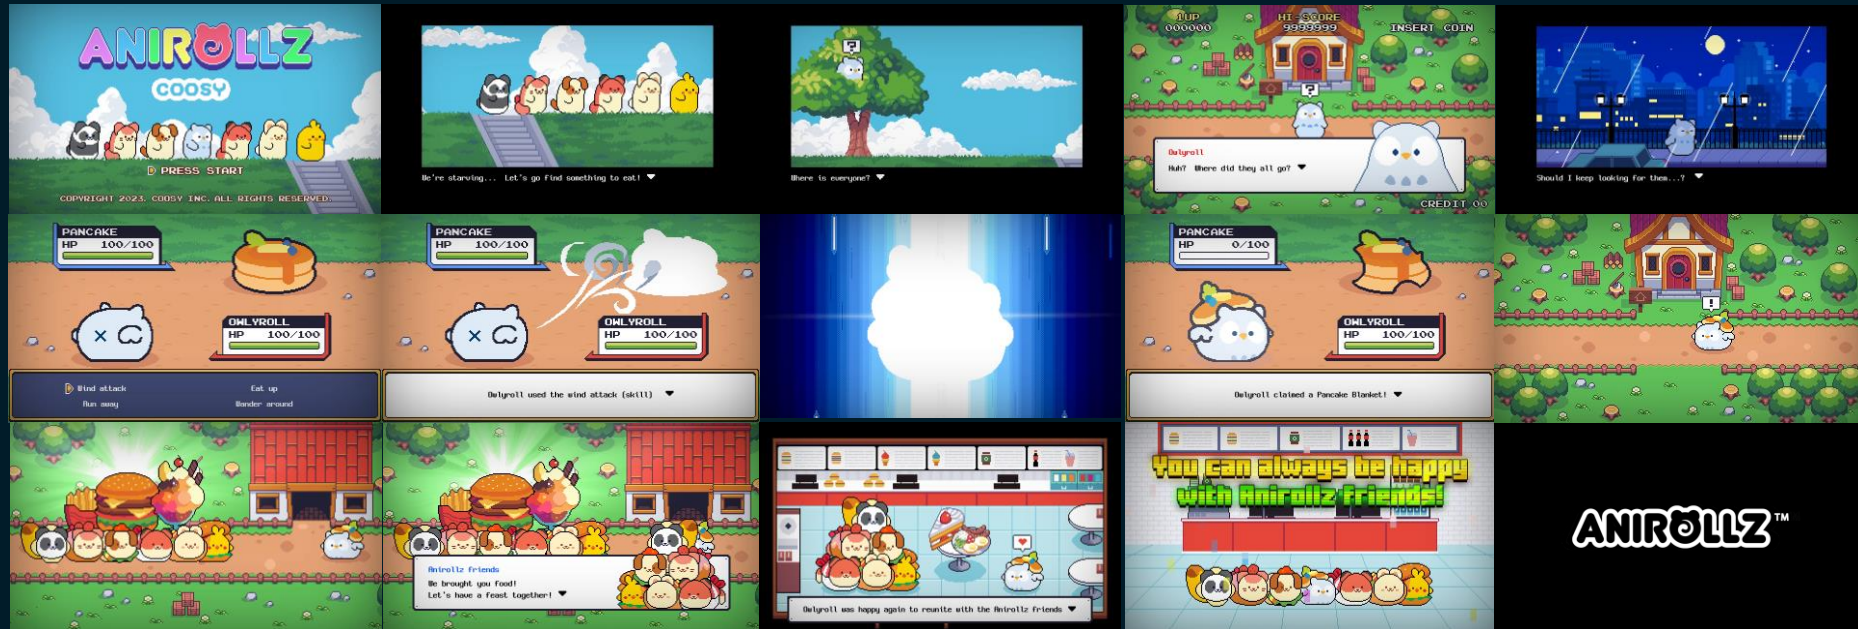 ANIROLLZ
COOSY
PRESS START
COPYRIGHT 2023. COOSY INC. ALL RIGHTS RESERVED.
We're starving... Let's go find something to eat!
?
Where is everyone?
1UP
000000
HI-SCORE
9999999
INSERT COIN
?
Owlyroll
Huh? Where did they all go?
CREDIT 00
Should I keep looking for them...?
PANCAKE
HP 100/100
OWLYROLL
HP 100/100
Wind attack
Eat up
Run away
Wander around
PANCAKE
HP 100/100
OWLYROLL
HP 100/100
Owlyroll used the wind attack (skill)
PANCAKE
HP 0/100
OWLYROLL
HP 100/100
Owlyroll claimed a Pancake Blanket!
!
Anirollz friends
We brought you food!
Let's have a feast together!
Owlyroll was happy again to reunite with the Anirollz friends
You can always be happy
with Anirollz friends!
ANIROLLZ™